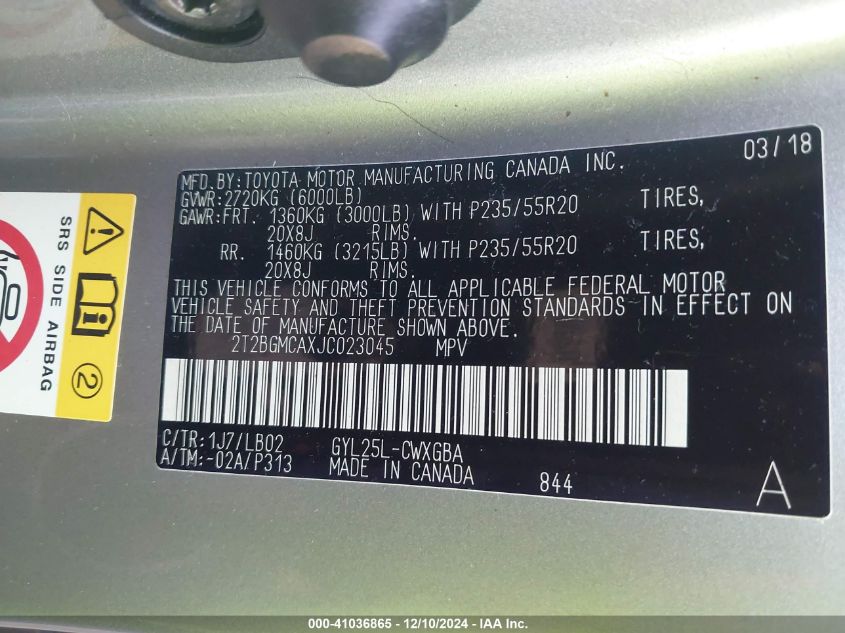 03/18
MFD. BY: TOYOTA MOTOR MANUFACTURING CANADA INC.
GVWR: 2720KG (6000LB)
GAWR: FRT. 1360KG (3000LB) WITH P235/55R20 TIRES,
20X8J RIMS.
RR. 1460KG (3215LB) WITH P235/55R20 TIRES,
20X8J RIMS.
THIS VEHICLE CONFORMS TO ALL APPLICABLE FEDERAL MOTOR
VEHICLE SAFETY AND THEFT PREVENTION STANDARDS IN EFFECT ON
THE DATE OF MANUFACTURE SHOWN ABOVE.
2T2BGMCAXJC023045 MPV
C/TR: 1J7/LB02 GYL25L-CWXGBA
A/TM: -02A/P313 MADE IN CANADA
844
A
SRS SIDE AIRBAG
2
000-41036865 - 12/10/2024 - IAA Inc.